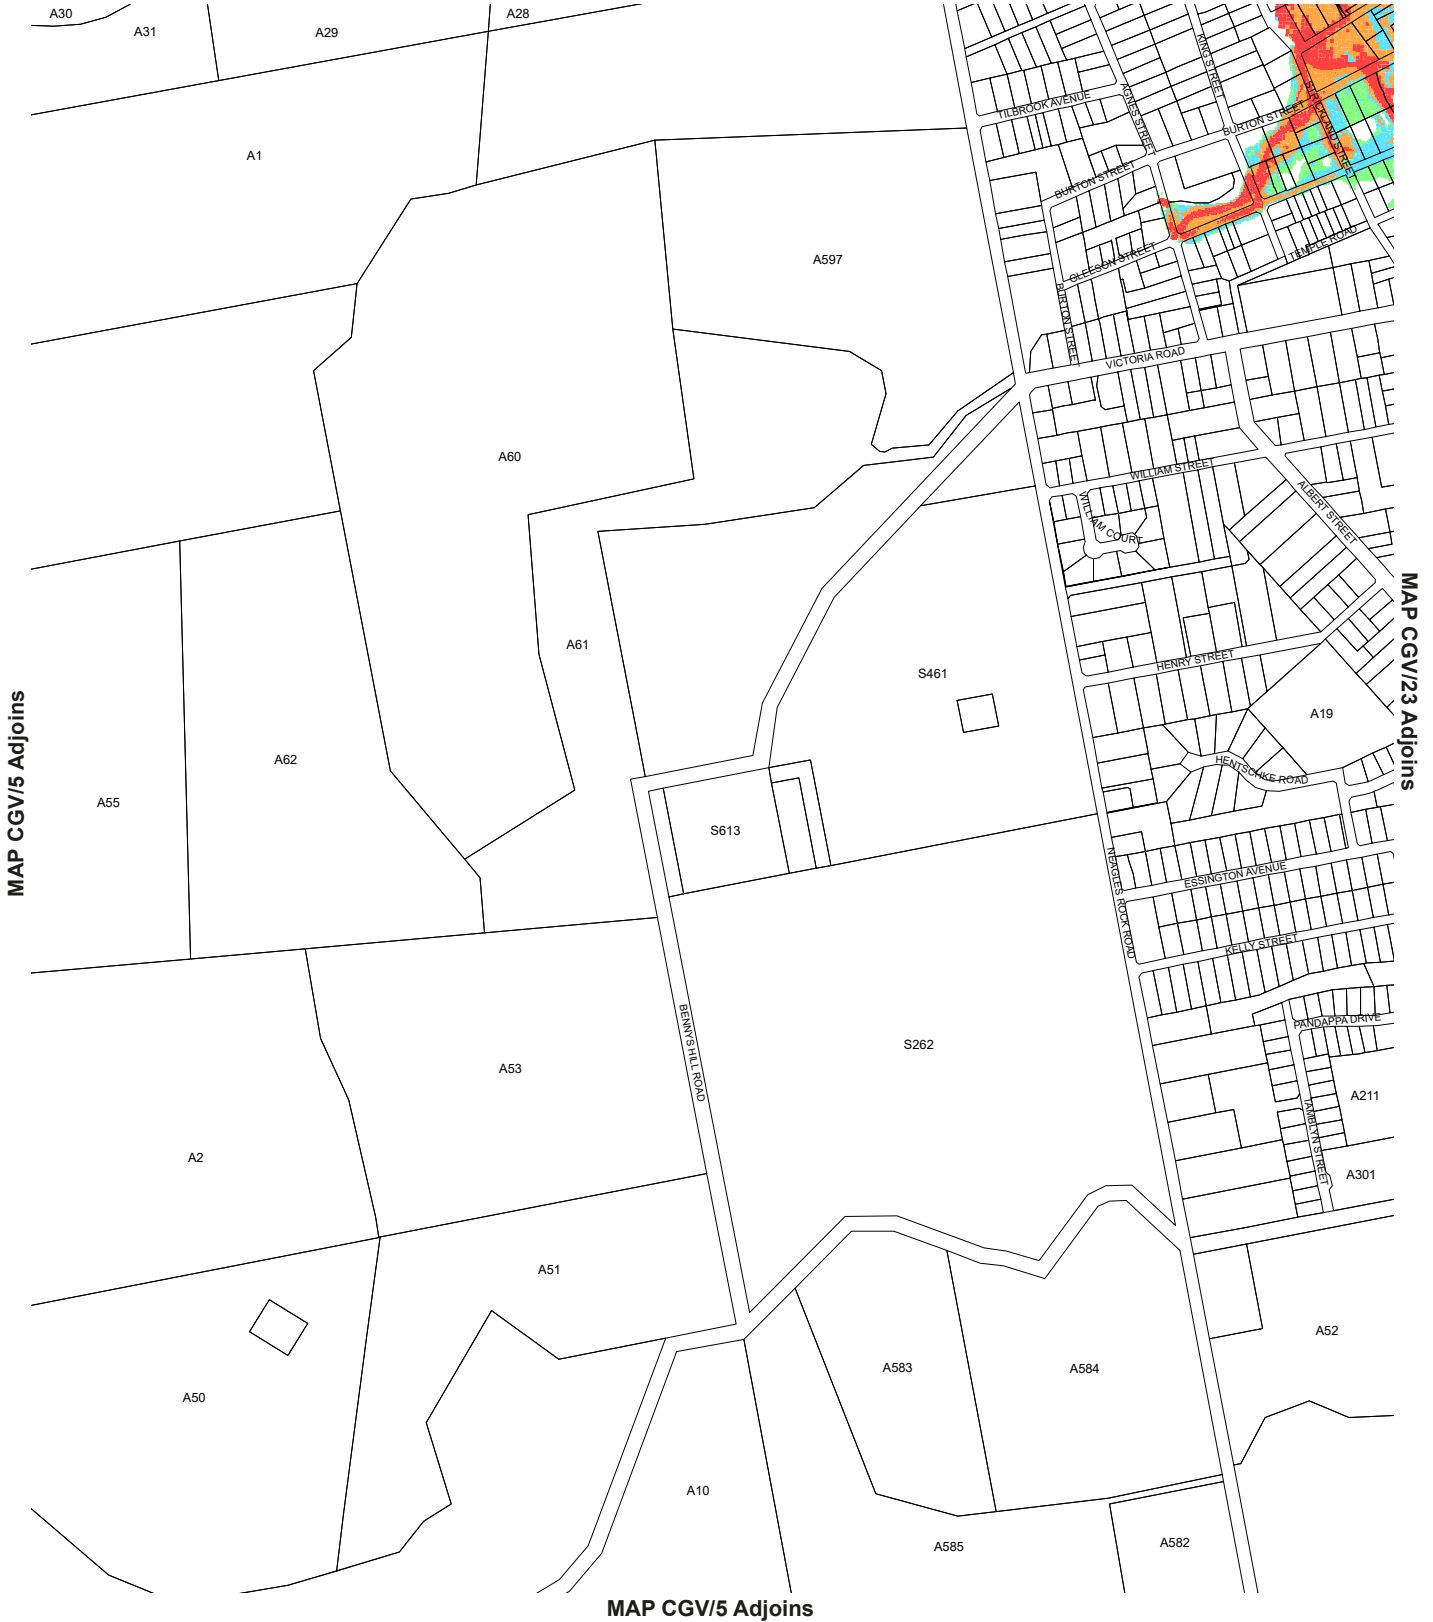 A30
A31
A29
A28
KING STREET
AGNES STREET
TILBROOK AVENUE
STRICKLAND STREET
BURTON STREET
A1
BURTON STREET
TEMPLE ROAD
GLEESON STREET
A597
BURTON STREE
VICTORIA ROAD
A60
WILLIAM STREET
ALBERT STREET
WILLIAM COURT
A61
S461
HENRY STREET
A19
MAP CGV/23 Adjoins
MAP CGV/5 Adjoins
A62
HENTSCHKE ROAD
A55
S613
NEAGLES ROCK ROAD
ESSINGTON AVENUE
KELLY STREET
BENNYS HILL ROAD
PANDAPPA DRIVE
S262
A53
A211
TAMBLYN STREET
A2
A301
A51
A52
A583
A584
A50
A10
A585
A582
MAP CGV/5 Adjoins